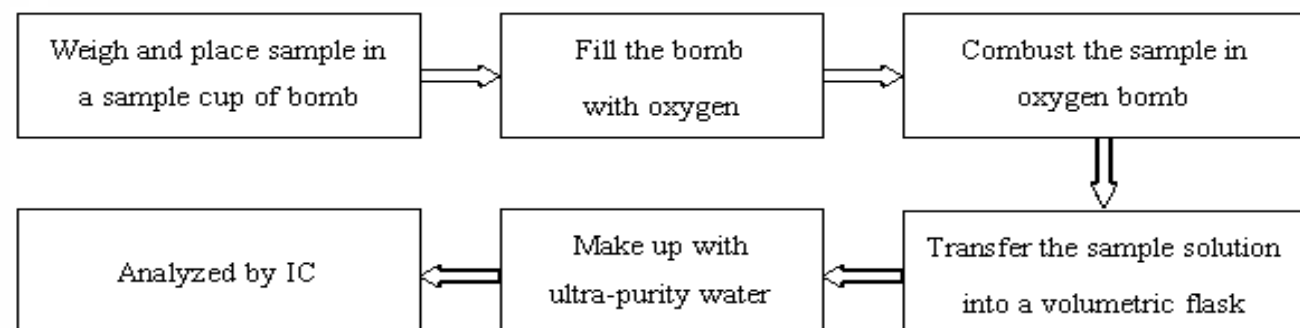 Weigh and place sample in
a sample cup of bomb
Fill the bomb
with oxygen
Combust the sample in
oxygen bomb
Transfer the sample solution
into a volumetric flask
Make up with
ultra-purity water
Analyzed by IC